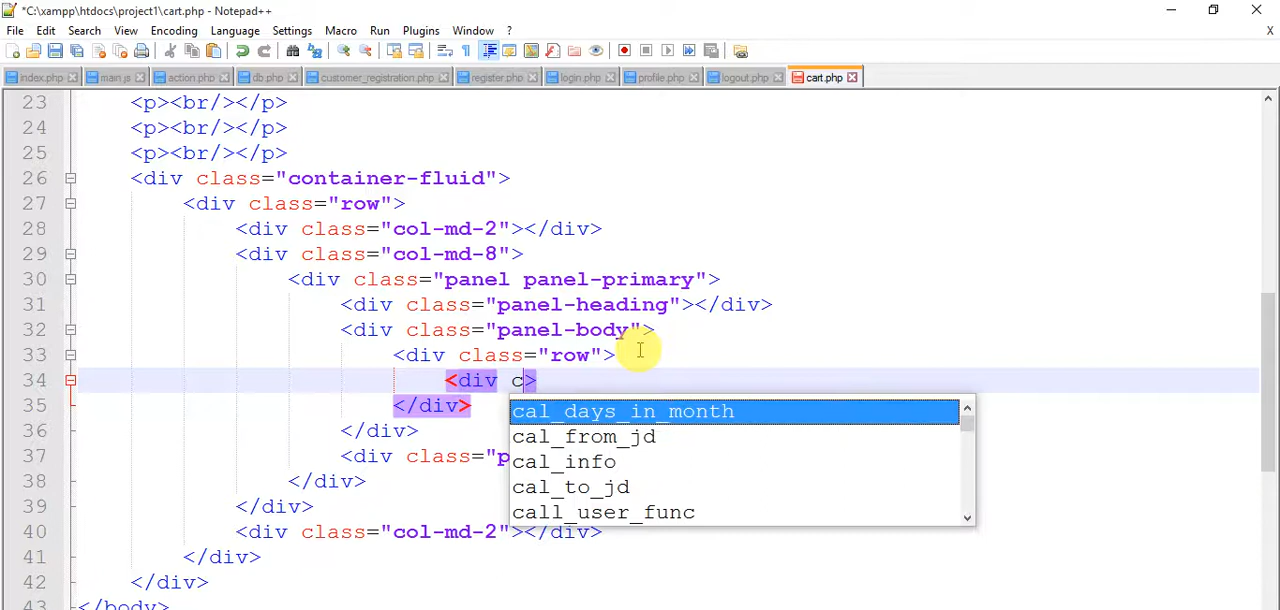 *C:\xampp\htdocs\project1\cart.php - Notepad++
File Edit Search View Encoding Language Settings Macro Run Plugins Window ? X
index.php main.js action.php db.php customer_registration.php register.php login.php profile.php logout.php cart.php
23 <p><br/></p>
24 <p><br/></p>
25 <p><br/></p>
26 <div class="container-fluid">
27 <div class="row">
28 <div class="col-md-2"></div>
29 <div class="col-md-8">
30 <div class="panel panel-primary">
31 <div class="panel-heading"></div>
32 <div class="panel-body">
33 <div class="row">
34 <div c>
35 </div>
cal_days_in_month
36 </div>
cal_from_jd
37 <div class="p
cal_info
38 </div>
cal_to_jd
39 </div>
call_user_func
40 <div class="col-md-2"></div>
41 </div>
42 </div>
43 </body>